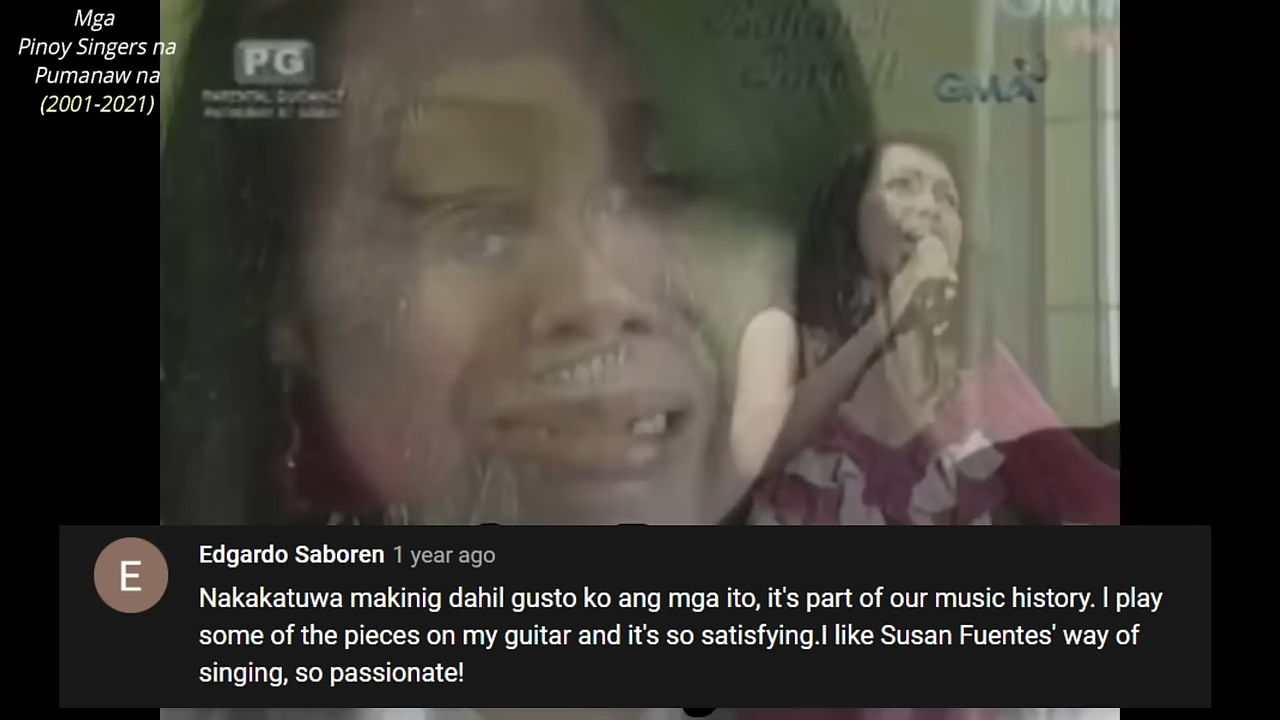 Mga
Pinoy Singers na
Pumanaw na
(2001-2021)
PG
PARENTAL GUIDANCE
GMA
Edgardo Saboren 1 year ago
E
Nakakatuwa makinig dahil gusto ko ang mga ito, it's part of our music history. I play
some of the pieces on my guitar and it's so satisfying.I like Susan Fuentes' way of
singing, so passionate!